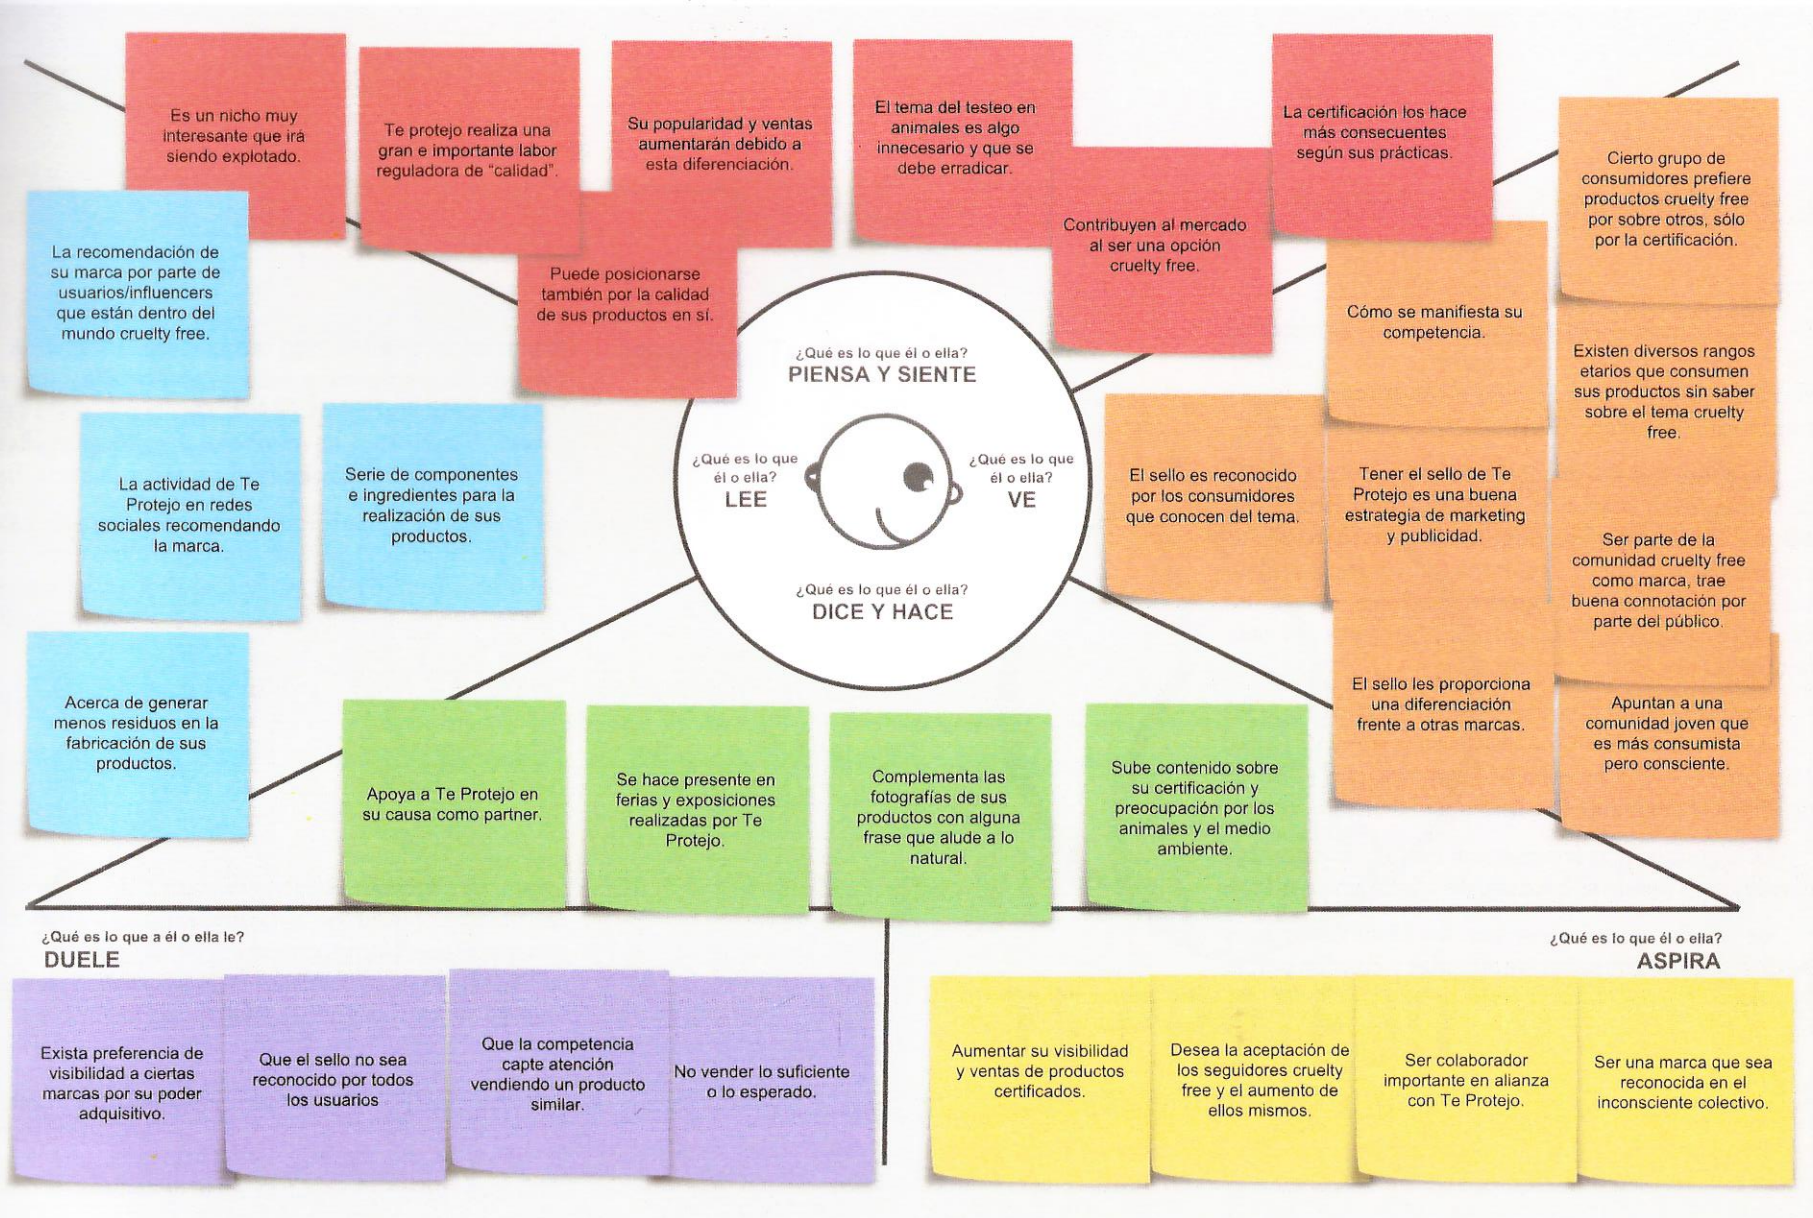 Es un nicho muy
interesante que irá
siendo explotado.
Te protejo realiza una
gran e importante labor
reguladora de “calidad”.
Su popularidad y ventas
aumentarán debido a
esta diferenciación.
El tema del testeo en
animales es algo
innecesario y que se
debe erradicar.
La certificación los hace
más consecuentes
según sus prácticas.
Puede posicionarse
también por la calidad
de sus productos en sí.
Contribuyen al mercado
al ser una opción
cruelty free.
La recomendación de
su marca por parte de
usuarios/influencers
que están dentro del
mundo cruelty free.
La actividad de Te
Protejo en redes
sociales recomendando
la marca.
Serie de componentes
e ingredientes para la
realización de sus
productos.
Acerca de generar
menos residuos en la
fabricación de sus
productos.
¿Qué es lo que él o ella?
PIENSA Y SIENTE
¿Qué es lo que
él o ella?
LEE
¿Qué es lo que
él o ella?
VE
¿Qué es lo que él o ella?
DICE Y HACE
Cierto grupo de
consumidores prefiere
productos cruelty free
por sobre otros, sólo
por la certificación.
Cómo se manifiesta su
competencia.
Existen diversos rangos
etarios que consumen
sus productos sin saber
sobre el tema cruelty
free.
El sello es reconocido
por los consumidores
que conocen del tema.
Tener el sello de Te
Protejo es una buena
estrategia de marketing
y publicidad.
Ser parte de la
comunidad cruelty free
como marca, trae
buena connotación por
parte del público.
El sello les proporciona
una diferenciación
frente a otras marcas.
Apuntan a una
comunidad joven que
es más consumista
pero consciente.
Apoya a Te Protejo en
su causa como partner.
Se hace presente en
ferias y exposiciones
realizadas por Te
Protejo.
Complementa las
fotografías de sus
productos con alguna
frase que alude a lo
natural.
Sube contenido sobre
su certificación y
preocupación por los
animales y el medio
ambiente.
¿Qué es lo que a él o ella le?
DUELE
Exista preferencia de
visibilidad a ciertas
marcas por su poder
adquisitivo.
Que el sello no sea
reconocido por todos
los usuarios
Que la competencia
capte atención
vendiendo un producto
similar.
No vender lo suficiente
o lo esperado.
¿Qué es lo que él o ella?
ASPIRA
Aumentar su visibilidad
y ventas de productos
certificados.
Desea la aceptación de
los seguidores cruelty
free y el aumento de
ellos mismos.
Ser colaborador
importante en alianza
con Te Protejo.
Ser una marca que sea
reconocida en el
inconsciente colectivo.